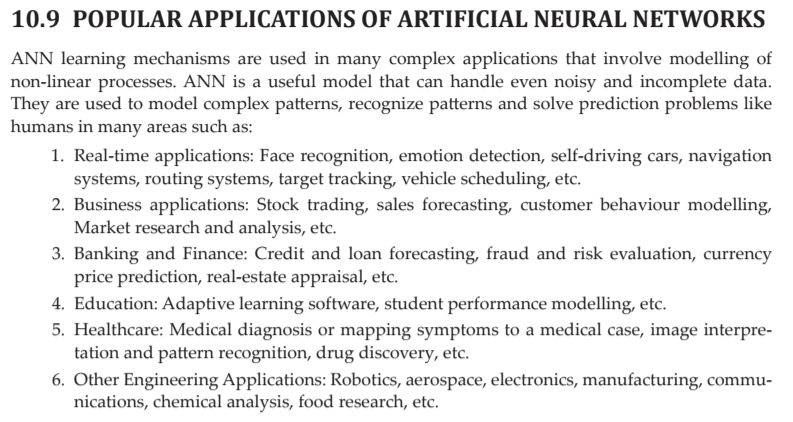 10.9 POPULAR APPLICATIONS OF ARTIFICIAL NEURAL NETWORKS
ANN learning mechanisms are used in many complex applications that involve modelling of
non-linear processes. ANN is a useful model that can handle even noisy and incomplete data.
They are used to model complex patterns, recognize patterns and solve prediction problems like
humans in many areas such as:
1. Real-time applications: Face recognition, emotion detection, self-driving cars, navigation
systems, routing systems, target tracking, vehicle scheduling, etc.
2. Business applications: Stock trading, sales forecasting, customer behaviour modelling,
Market research and analysis, etc.
3. Banking and Finance: Credit and loan forecasting, fraud and risk evaluation, currency
price prediction, real-estate appraisal, etc.
4. Education: Adaptive learning software, student performance modelling, etc.
5. Healthcare: Medical diagnosis or mapping symptoms to a medical case, image interpre-
tation and pattern recognition, drug discovery, etc.
6. Other Engineering Applications: Robotics, aerospace, electronics, manufacturing, commu-
nications, chemical analysis, food research, etc.